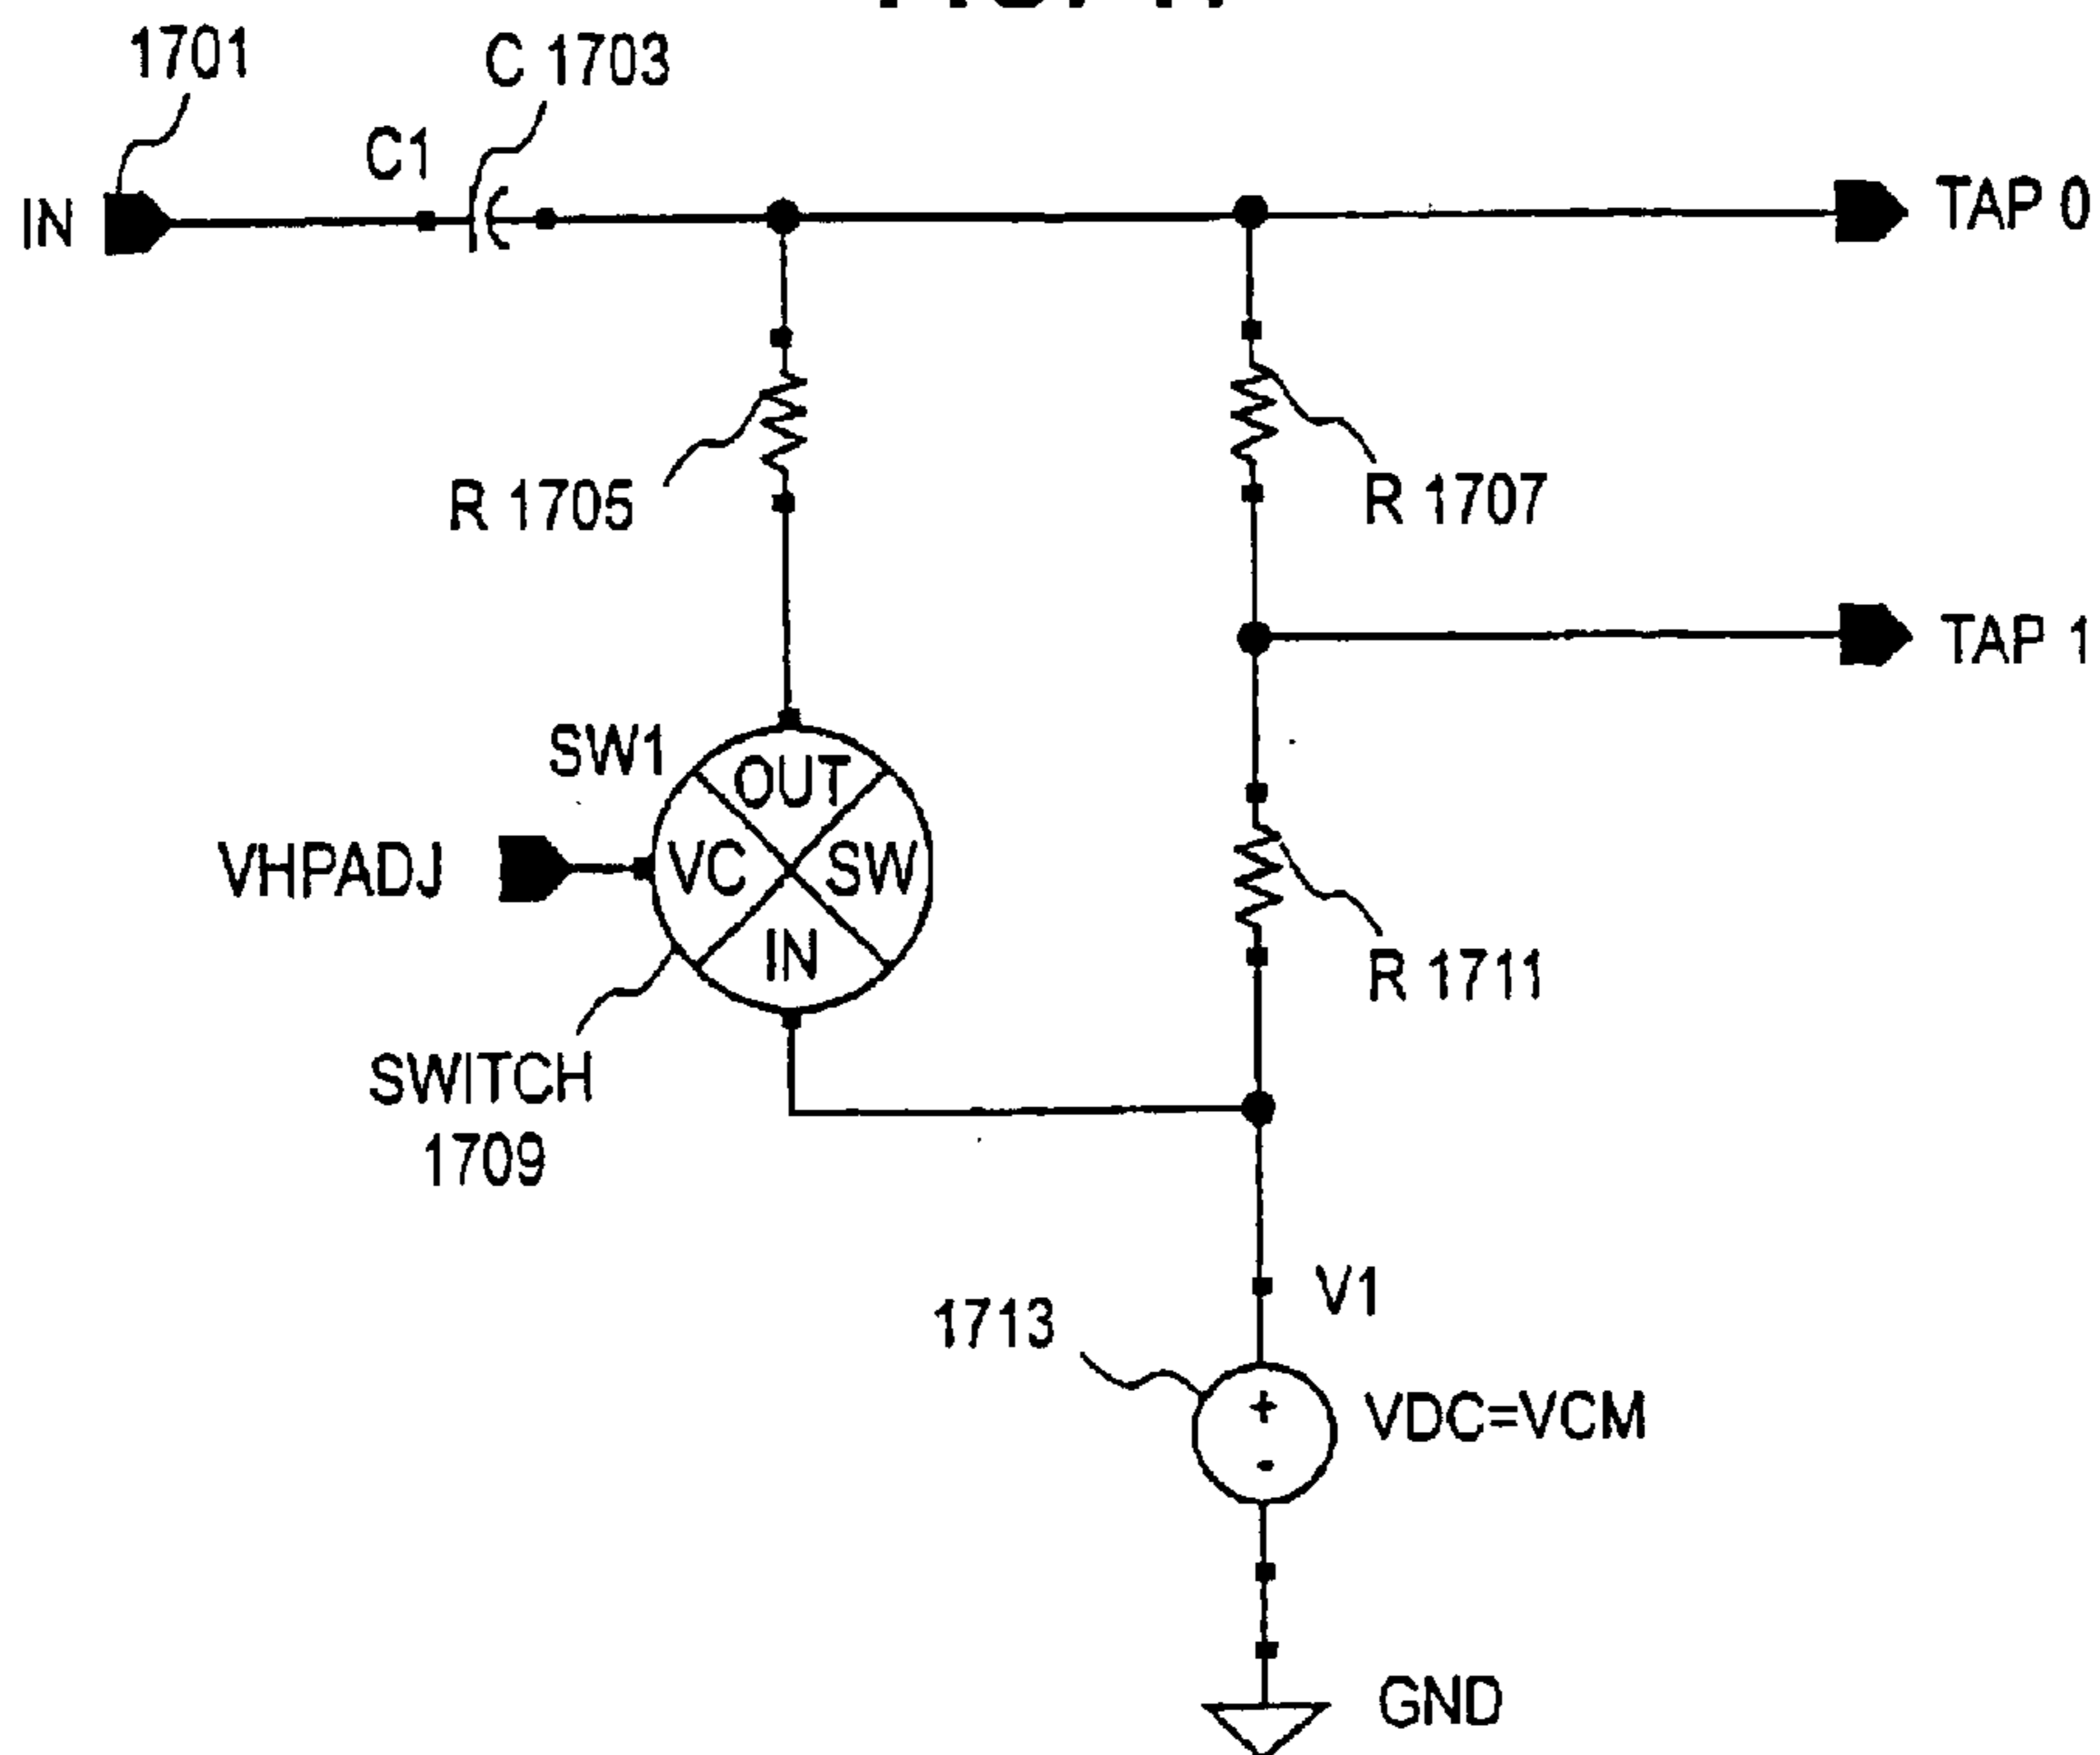 1701
C 1703
C1
IN
TAP 0
R 1705
R 1707
TAP 1
SW1
OUT
VHPADJ
VC
SW
IN
R 1711
SWITCH
1709
V1
1713
+
VDC=VCM
-
GND